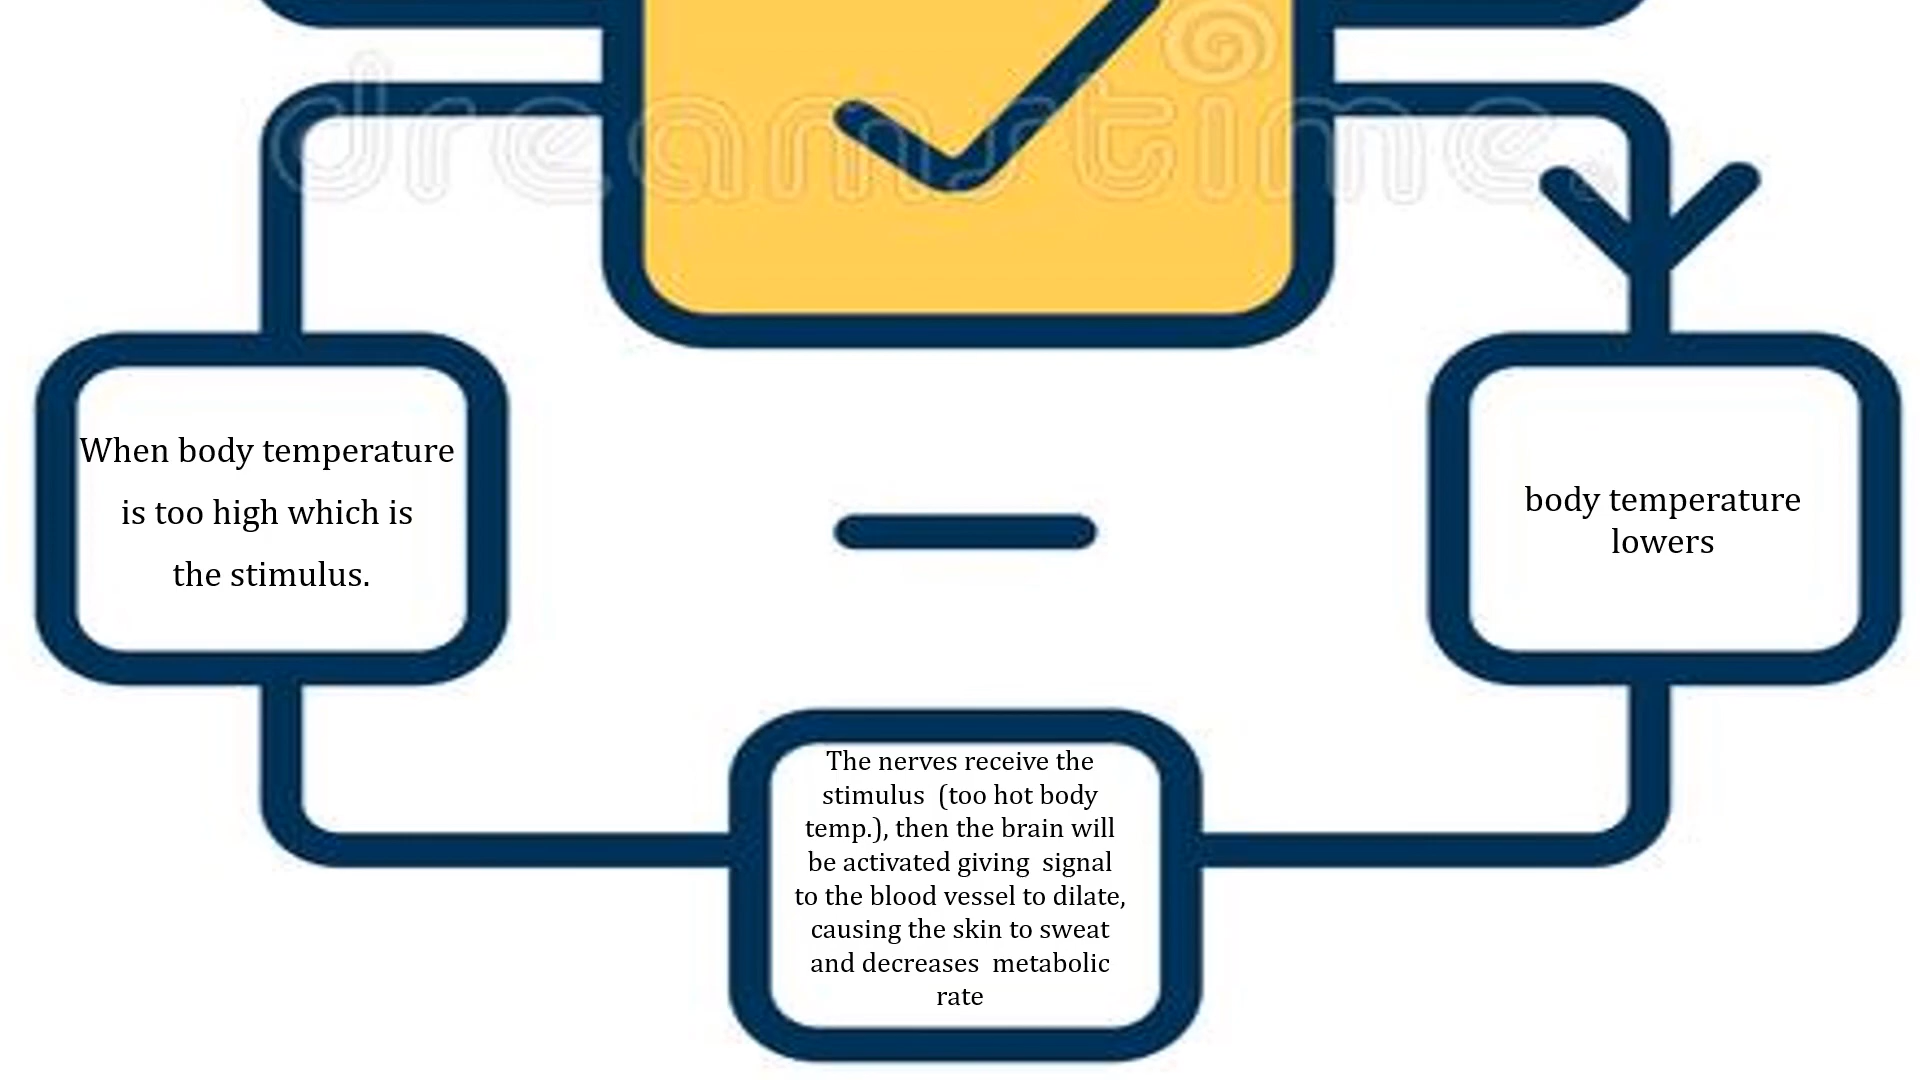 dreamstime.
When body temperature
is too high which is
the stimulus.
body temperature
lowers
The nerves receive the
stimulus (too hot body
temp.), then the brain will
be activated giving signal
to the blood vessel to dilate,
causing the skin to sweat
and decreases metabolic
rate